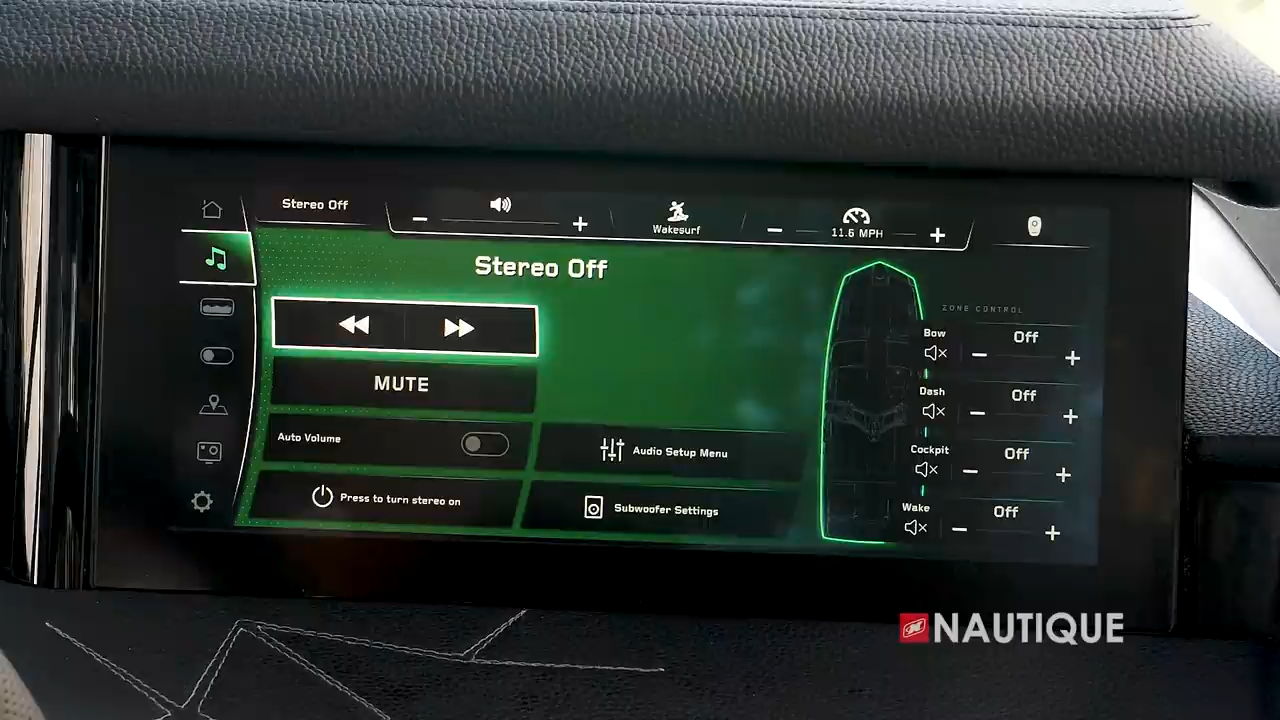 Stereo Off
Wakesurf
11.6 MPH
Stereo Off
ZONE CONTROL
Bow
Off
Dash
Off
MUTE
Auto Volume
Audio Setup Menu
Cockpit
Off
Press to turn stereo on
Subwoofer Settings
Wake
Off
NAUTIQUE